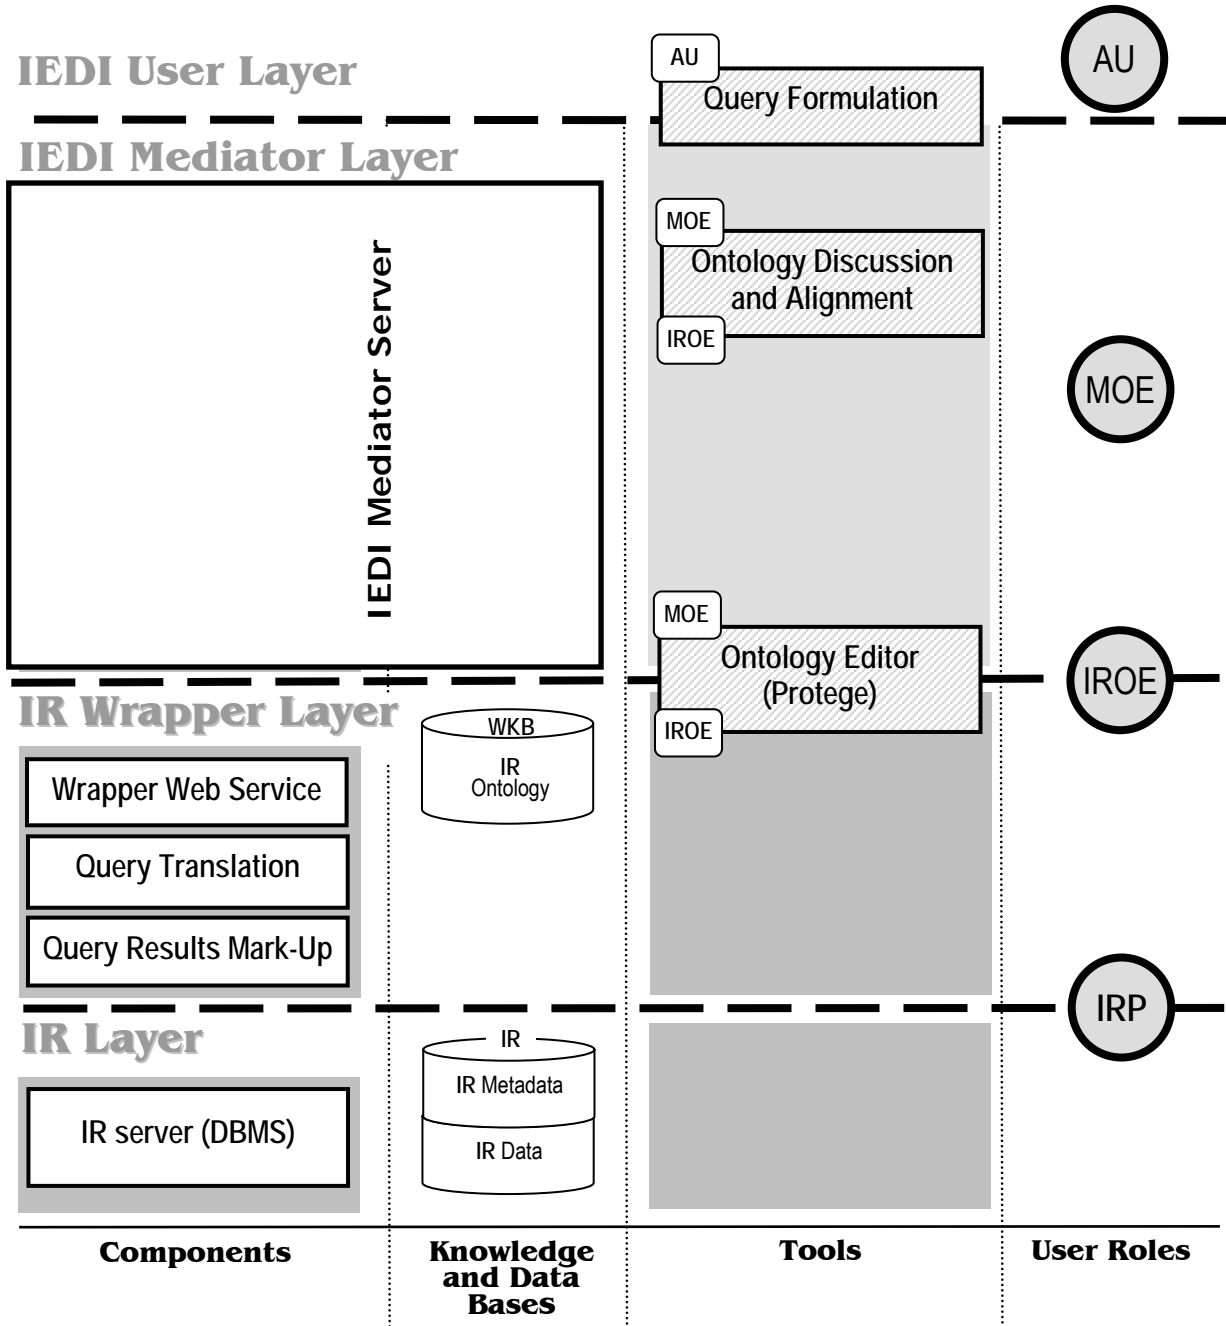 IEDI User Layer
AU
Query Formulation
AU
IEDI Mediator Layer
IEDI Mediator Server
MOE
Ontology Discussion
and Alignment
IROE
MOE
MOE
Ontology Editor
(Protege)
IROE
IROE
IR Wrapper Layer
Wrapper Web Service
Query Translation
Query Results Mark-Up
WKB
IR
Ontology
IRP
IR Layer
IR server (DBMS)
IR
IR Metadata
IR Data
Components
Knowledge
and Data
Bases
Tools
User Roles